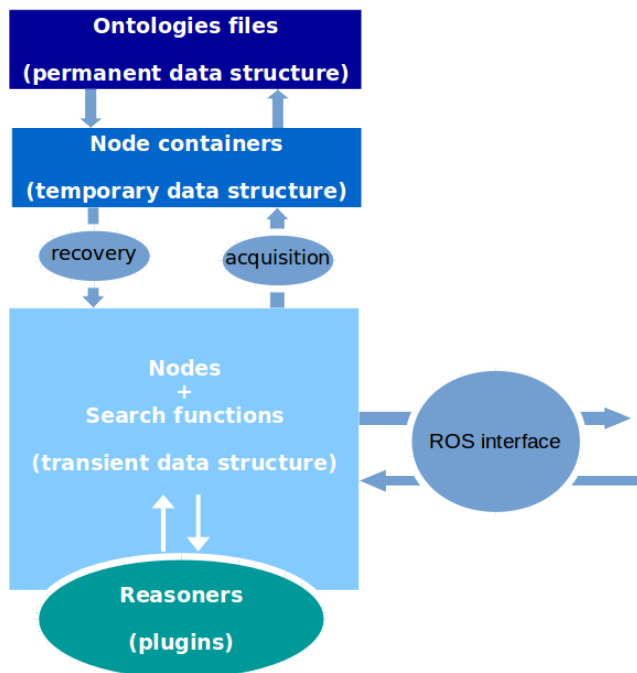 Ontologies files
(permanent data structure)
Node containers
(temporary data structure)
recovery
acquisition
Nodes
+
Search functions
(transient data structure)
ROS interface
Reasoners
(plugins)